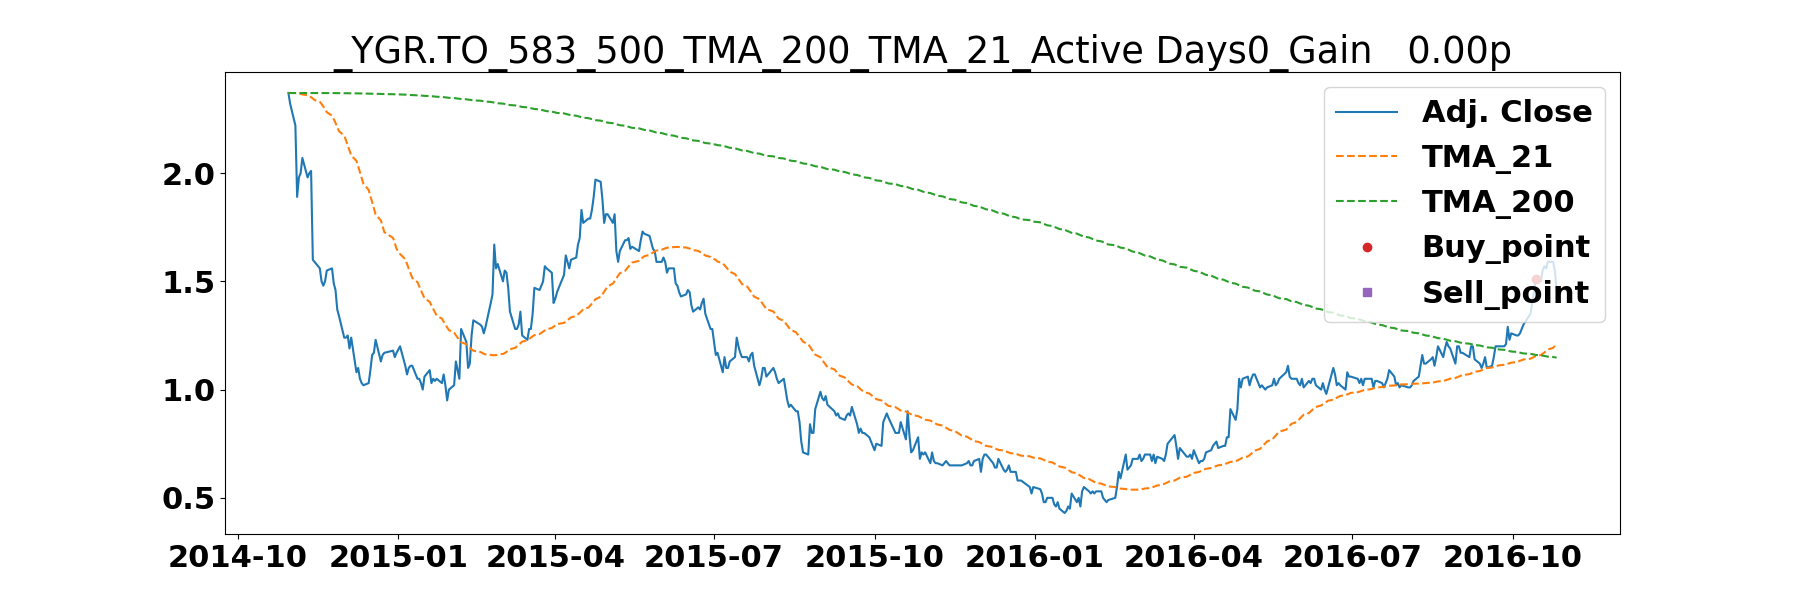 _YGR.TO_583_500_TMA_200_TMA_21_Active Days0_Gain   0.00p
Adj. Close
TMA_21
TMA_200
Buy_point
Sell_point
2.0
1.5
1.0
0.5
2014-10 2015-01 2015-04 2015-07 2015-10 2016-01 2016-04 2016-07 2016-10